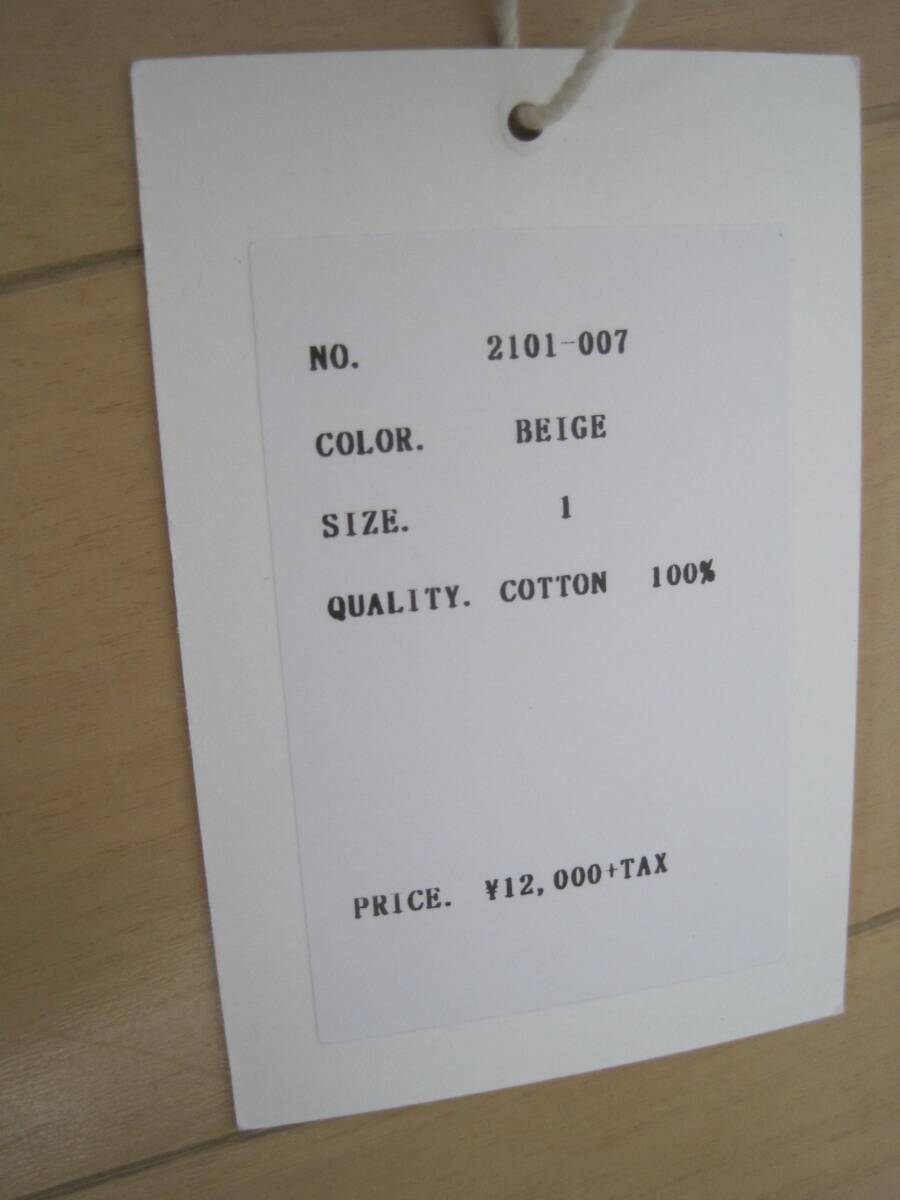 NO. 2101-007
COLOR. BEIGE
SIZE. 1
QUALITY. COTTON 100%
PRICE. ¥12,000+TAX